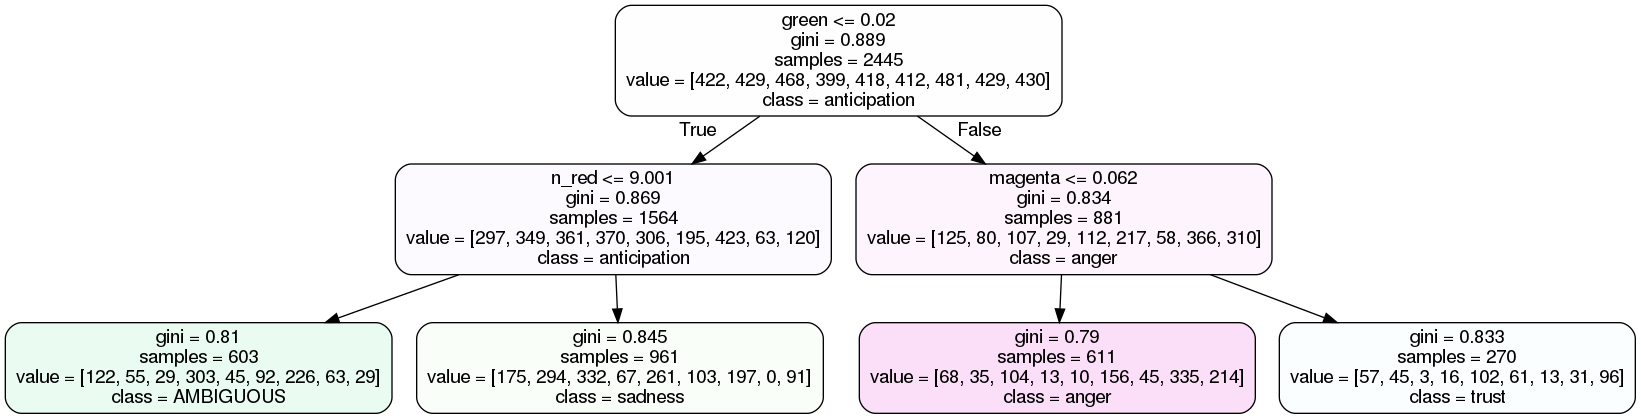 green <= 0.02
gini = 0.889
samples = 2445
value = [422, 429, 468, 399, 418, 412, 481, 429, 430]
class = anticipation
True
False
n_red <= 9.001
gini = 0.869
samples = 1564
value = [297, 349, 361, 370, 306, 195, 423, 63, 120]
class = anticipation
magenta <= 0.062
gini = 0.834
samples = 881
value = [125, 80, 107, 29, 112, 217, 58, 366, 310]
class = anger
gini = 0.81
samples = 603
value = [122, 55, 29, 303, 45, 92, 226, 63, 29]
class = AMBIGUOUS
gini = 0.845
samples = 961
value = [175, 294, 332, 67, 261, 103, 197, 0, 91]
class = sadness
gini = 0.79
samples = 611
value = [68, 35, 104, 13, 10, 156, 45, 335, 214]
class = anger
gini = 0.833
samples = 270
value = [57, 45, 3, 16, 102, 61, 13, 31, 96]
class = trust